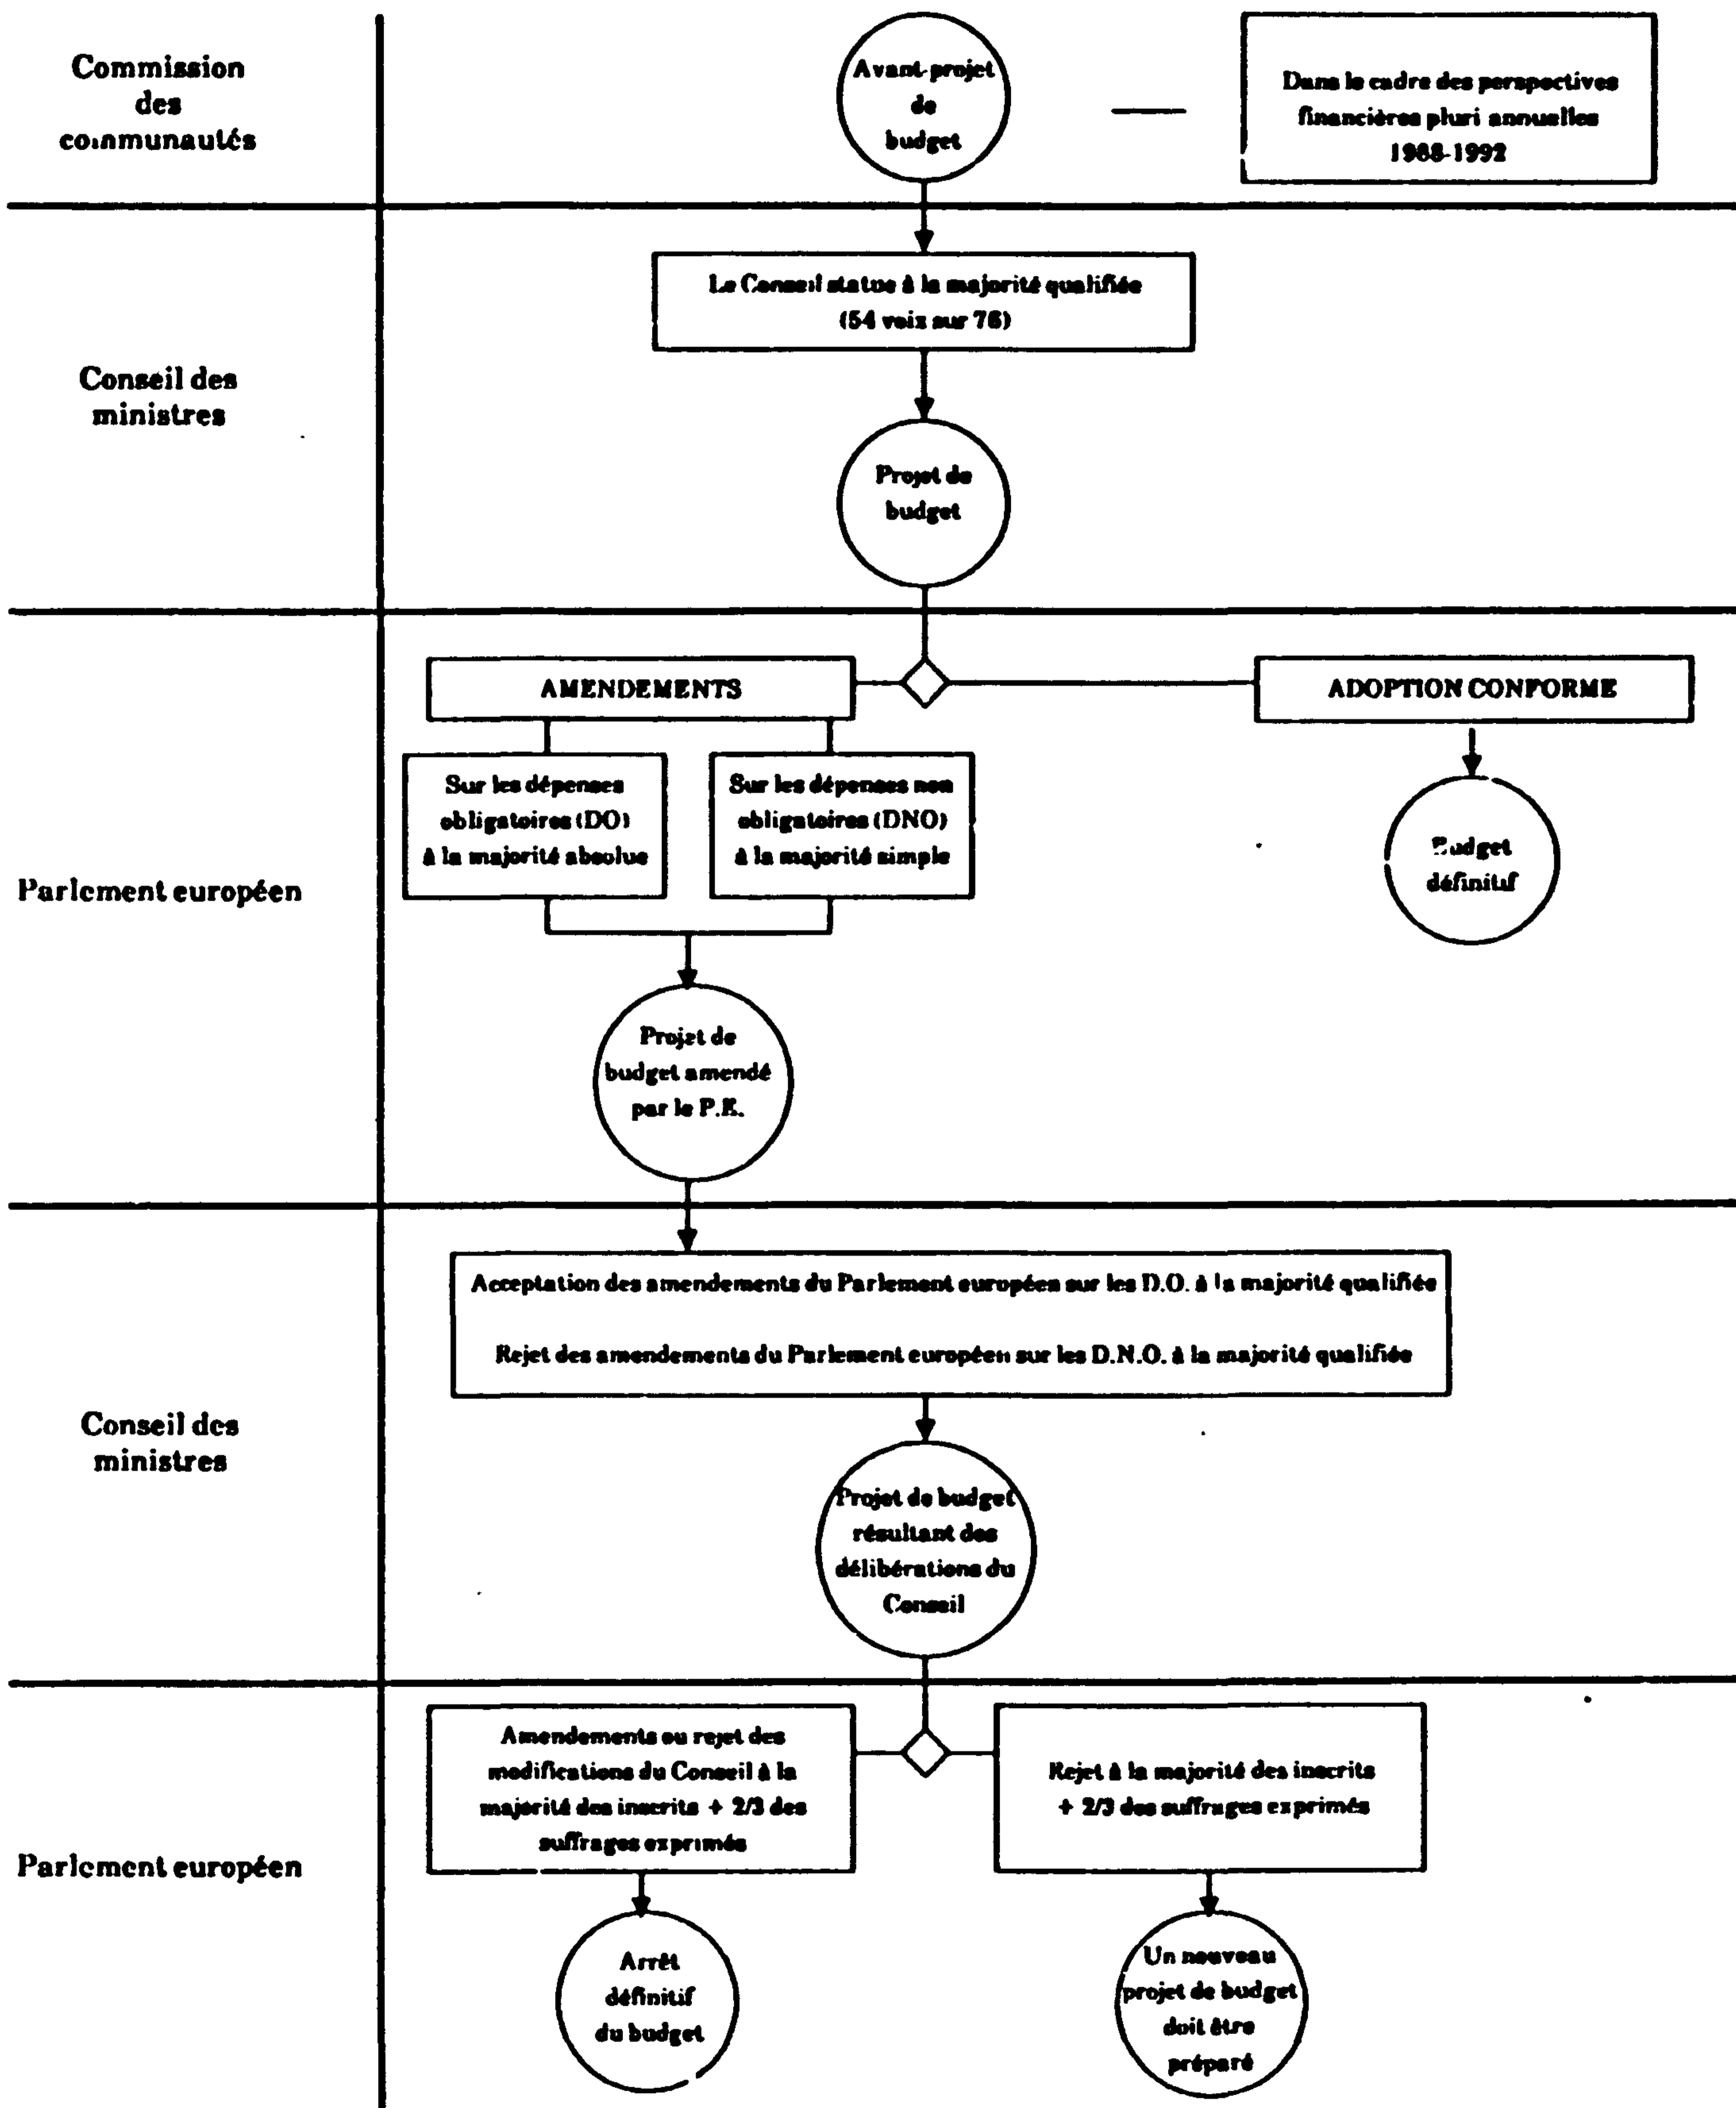 Commission
des
communautés
Avant-projet
de
budget
Dans le cadre des perspectives
financières pluri annuelles
1988-1992
Conseil des
ministres
Le Conseil statue à la majorité qualifiée
(54 voix sur 76)
Projet de
budget
Parlement européen
AMENDEMENTS
ADOPTION CONFORME
Sur les dépenses
obligatoires (DO)
à la majorité absolue
Sur les dépenses non
obligatoires (DNO)
à la majorité simple
Budget
définitif
Projet de
budget amendé
par le P.E.
Conseil des
ministres
Acceptation des amendements du Parlement européen sur les D.O. à la majorité qualifiée
Rejet des amendements du Parlement européen sur les D.N.O. à la majorité qualifiée
Projet de budget
résultant des
délibérations du
Conseil
Parlement européen
Amendements ou rejet des
modifications du Conseil à la
majorité des inscrits + 2/3 des
suffrages exprimés
Rejet à la majorité des inscrits
+ 2/3 des suffrages exprimés
Arrêt
définitif
du budget
Un nouveau
projet de budget
doit être
préparé